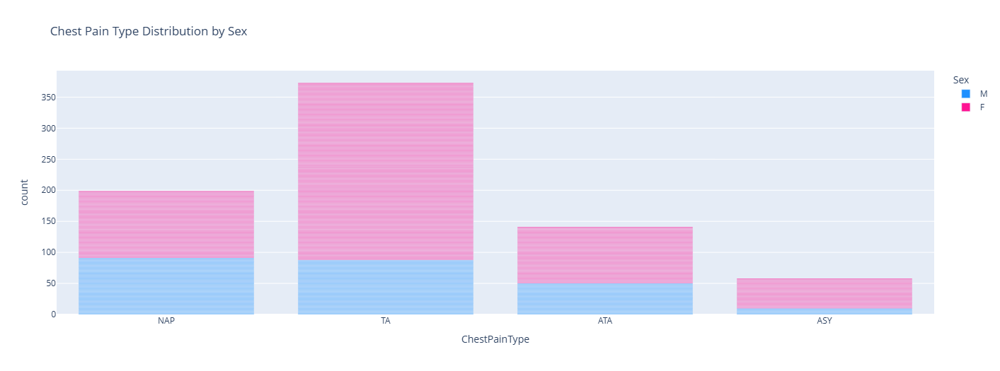 Chest Pain Type Distribution by Sex
Sex
M
F
350
300
250
200
150
100
50
0
count
NAP
TA
ATA
ASY
ChestPainType